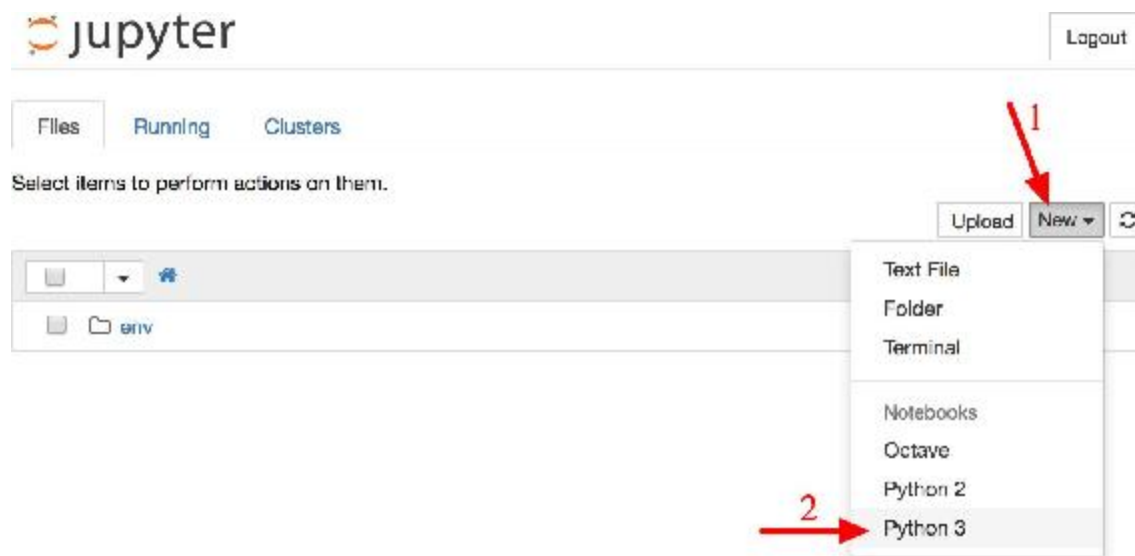 jupyter
Logout
Files Running Clusters
1
Select items to perform actions on them.
Upload New
Text File
env
Folder
Terminal
Notebooks
Octave
Python 2
2
Python 3